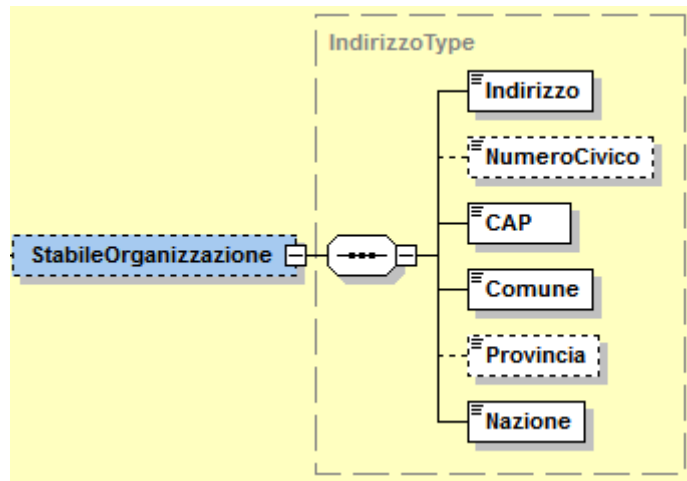 IndirizzoType
Indirizzo
NumeroCivico
CAP
StabileOrganizzazione
Comune
Provincia
Nazione